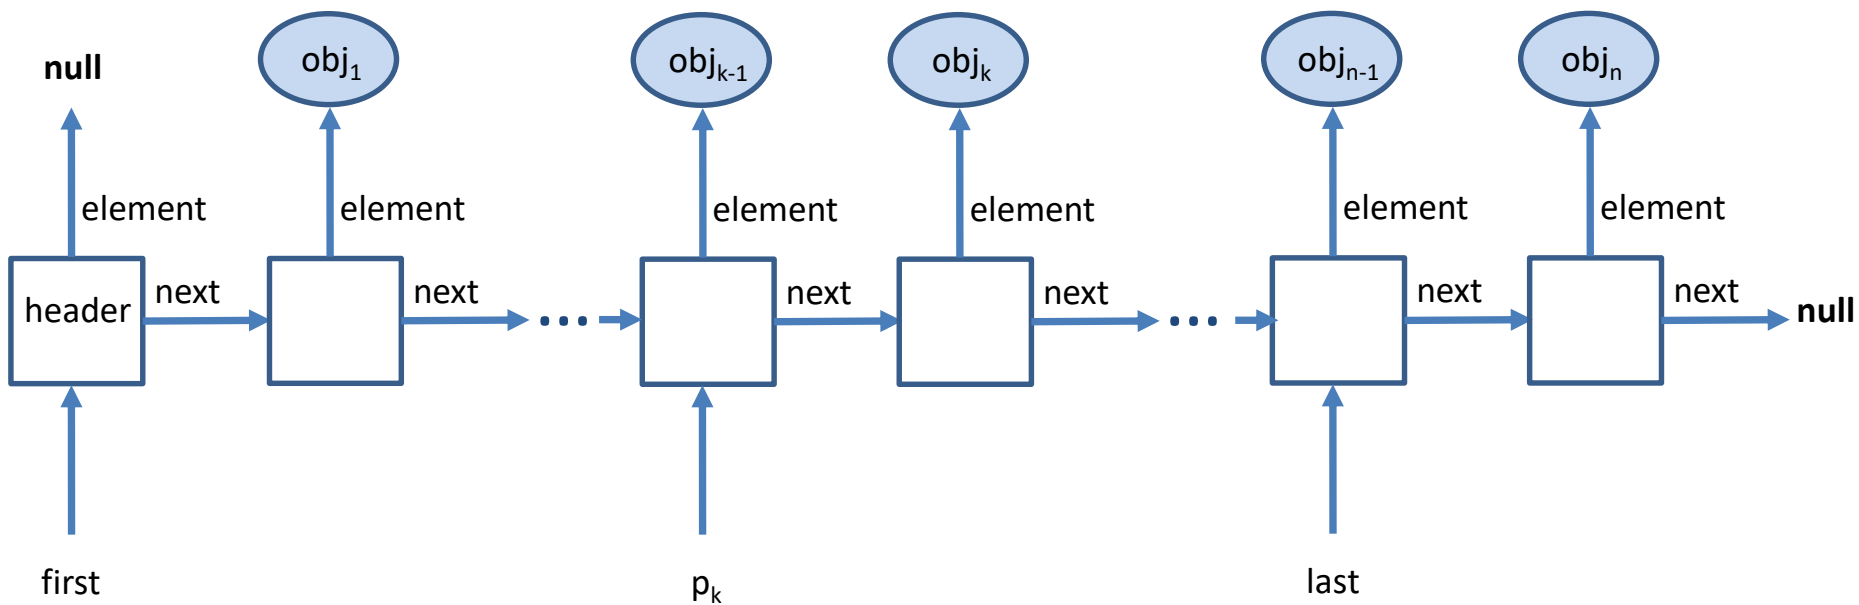 null obj₁ objₖ₋₁ objₖ objₙ₋₁ objₙ
element element element element element element
header next next next next next next null
first pₖ last